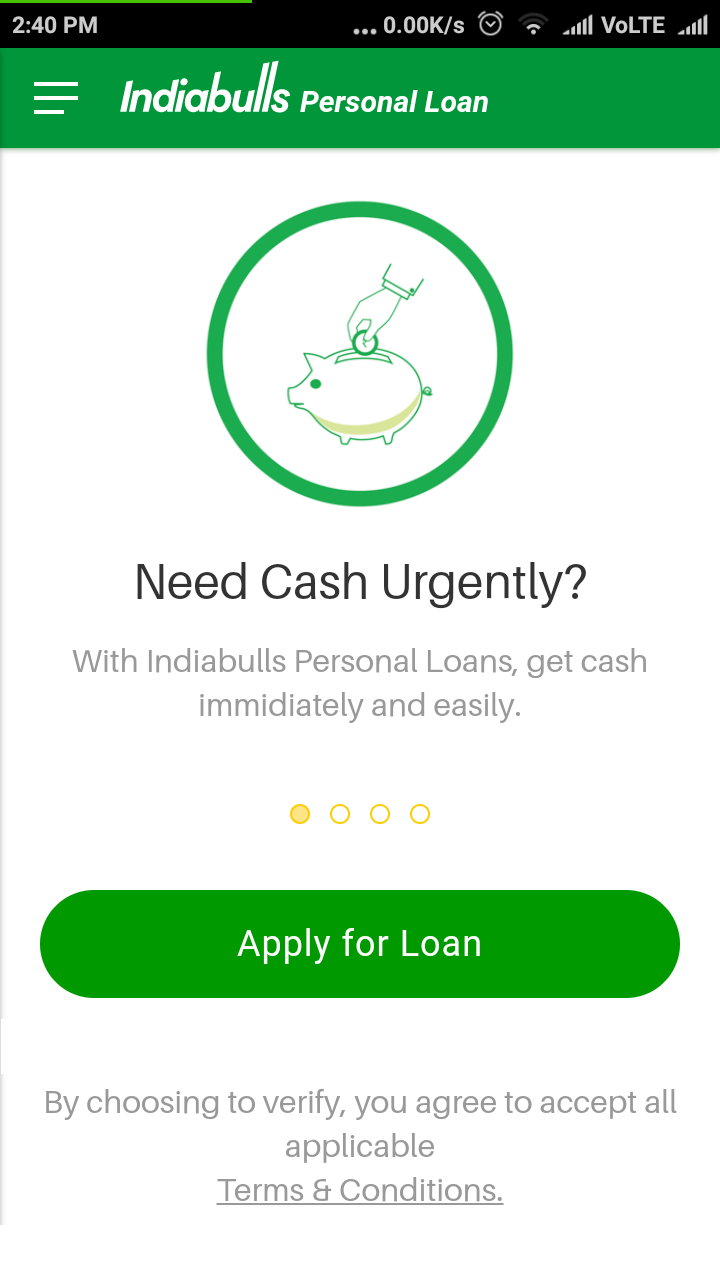 2:40 PM ... 0.00K/s VoLTE
Indiabulls Personal Loan
Need Cash Urgently?
With Indiabulls Personal Loans, get cash
immidiately and easily.
Apply for Loan
By choosing to verify, you agree to accept all
applicable
Terms & Conditions.